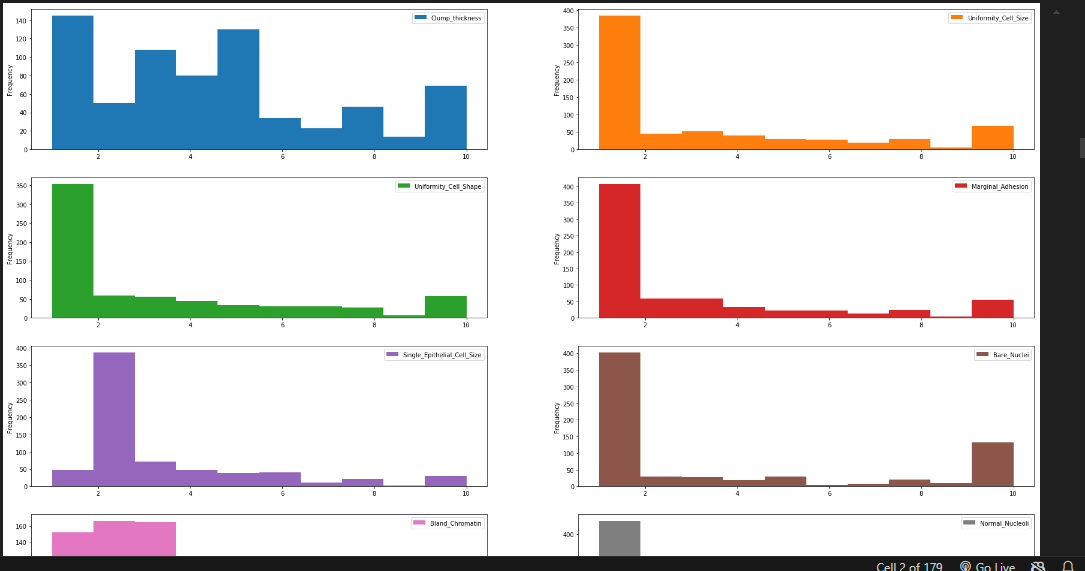 Clump_thickness
Frequency
140
120
100
80
60
40
20
0
2 4 6 8 10
Uniformity_Cell_Size
Frequency
400
350
300
250
200
150
100
50
0
2 4 6 8 10
Uniformity_Cell_Shape
Frequency
350
300
250
200
150
100
50
0
2 4 6 8 10
Marginal_Adhesion
Frequency
400
350
300
250
200
150
100
50
0
2 4 6 8 10
Single_Epithelial_Cell_Size
Frequency
400
350
300
250
200
150
100
50
0
2 4 6 8 10
Bare_Nuclei
Frequency
400
350
300
250
200
150
100
50
0
2 4 6 8 10
Bland_Chromatin
160
140
Normal_Nucleoli
400
Cell 2 of 179 Go Live